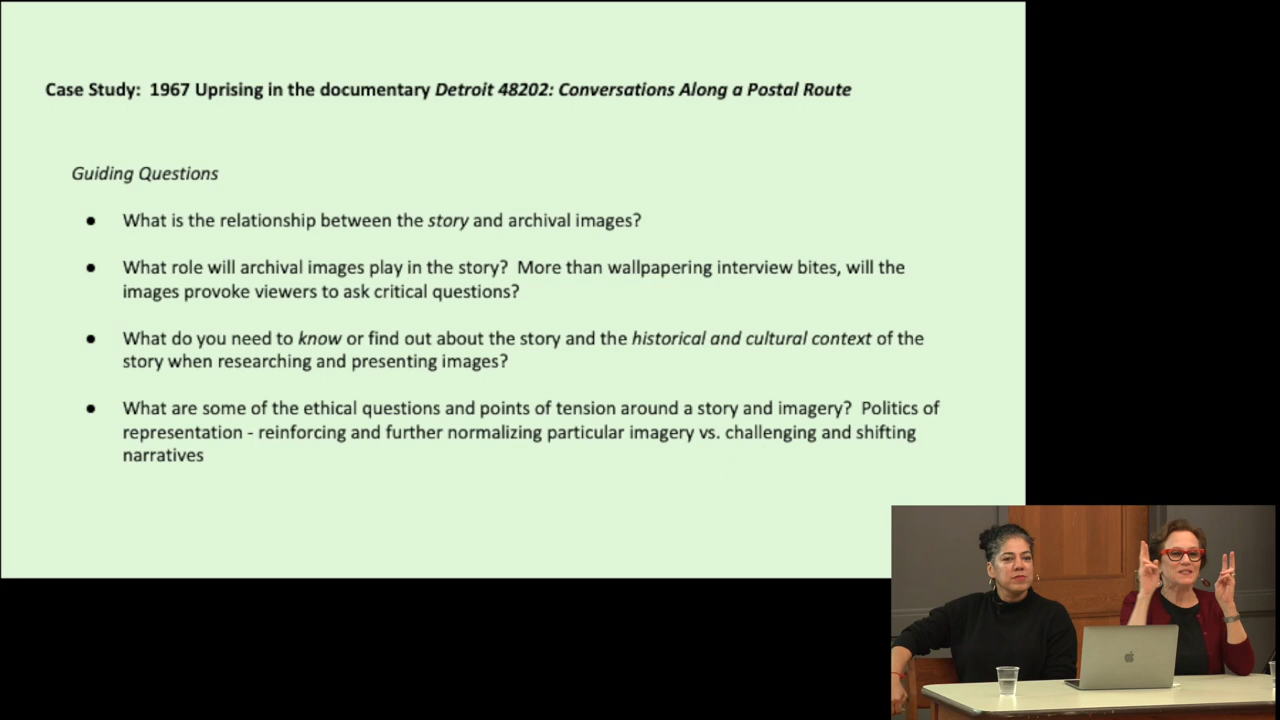 Case Study:  1967 Uprising in the documentary Detroit 48202: Conversations Along a Postal Route
Guiding Questions
● What is the relationship between the story and archival images?
● What role will archival images play in the story?  More than wallpapering interview bites, will the
images provoke viewers to ask critical questions?
● What do you need to know or find out about the story and the historical and cultural context of the
story when researching and presenting images?
● What are some of the ethical questions and points of tension around a story and imagery?  Politics of
representation - reinforcing and further normalizing particular imagery vs. challenging and shifting
narratives